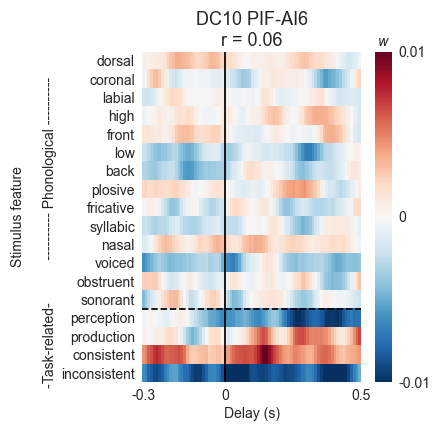 DC10 PIF-AI6
r = 0.06
w
dorsal
coronal
labial
high
front
low
back
plosive
fricative
syllabic
nasal
voiced
obstruent
sonorant
perception
production
consistent
inconsistent
Stimulus feature
-Task-related- ----------- Phonological -----------
0.01
0
-0.01
-0.3 0 0.5
Delay (s)